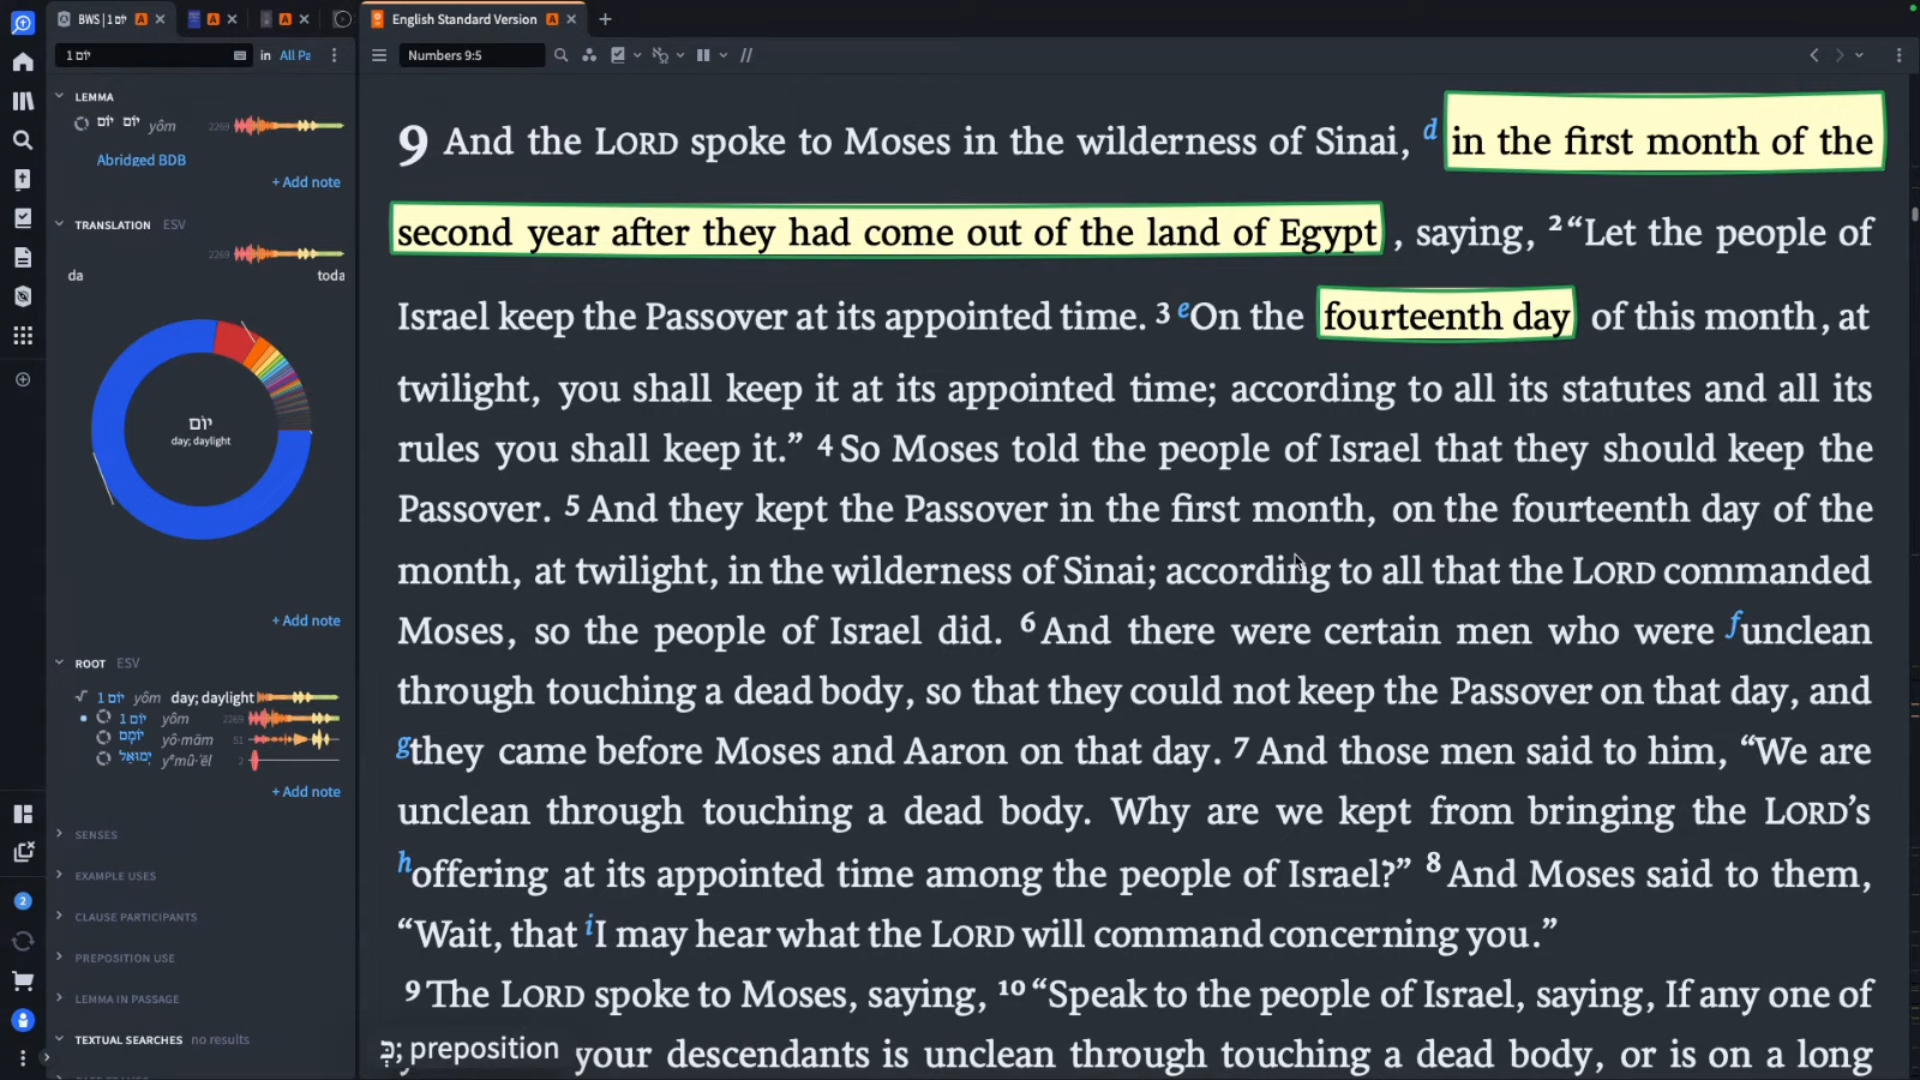 BWS | 1 יוֹם A
A
A
English Standard Version A
1 יוֹם
in All Pa
Numbers 9:5
LEMMA
יוֹם יוֹם yôm 2269
Abridged BDB
+ Add note
TRANSLATION ESV
2269
da toda
יוֹם
day; daylight
+ Add note
ROOT ESV
1 יוֹם yôm day; daylight
1 יוֹם yôm 2269
יוֹמָם yô·mām 51
יְמוּאֵל yᵉmû·ʾēl 2
+ Add note
SENSES
EXAMPLE USES
CLAUSE PARTICIPANTS
PREPOSITION USE
LEMMA IN PASSAGE
TEXTUAL SEARCHES no results
2
9 And the LORD spoke to Moses in the wilderness of Sinai, d in the first month of the
second year after they had come out of the land of Egypt , saying, 2 “Let the people of
Israel keep the Passover at its appointed time. 3 e On the fourteenth day of this month, at
twilight, you shall keep it at its appointed time; according to all its statutes and all its
rules you shall keep it.” 4 So Moses told the people of Israel that they should keep the
Passover. 5 And they kept the Passover in the first month, on the fourteenth day of the
month, at twilight, in the wilderness of Sinai; according to all that the LORD commanded
Moses, so the people of Israel did. 6 And there were certain men who were f unclean
through touching a dead body, so that they could not keep the Passover on that day, and
g they came before Moses and Aaron on that day. 7 And those men said to him, “We are
unclean through touching a dead body. Why are we kept from bringing the LORD’s
h offering at its appointed time among the people of Israel?” 8 And Moses said to them,
“Wait, that i I may hear what the LORD will command concerning you.”
9 The LORD spoke to Moses, saying, 10 “Speak to the people of Israel, saying, If any one of
; preposition your descendants is unclean through touching a dead body, or is on a long